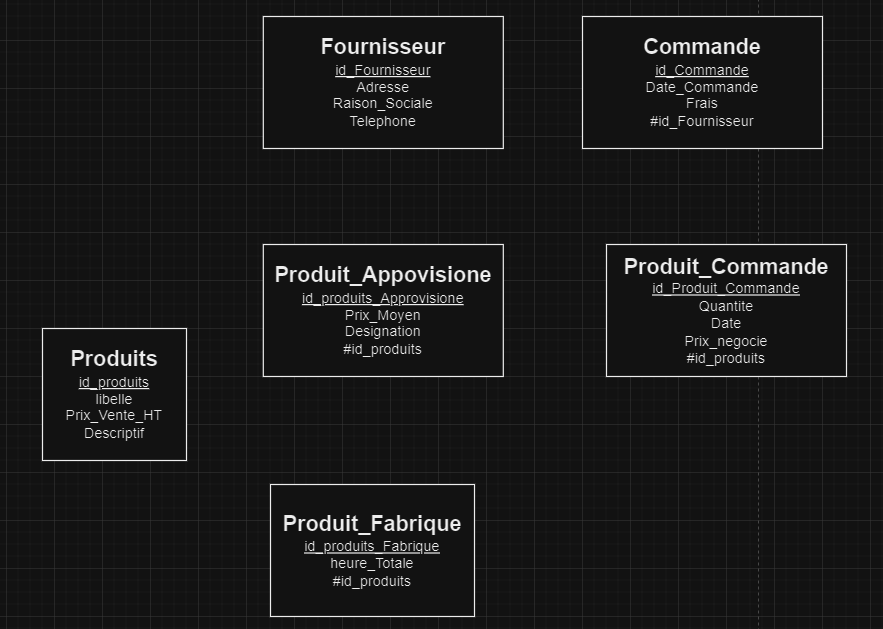 Fournisseur
id_Fournisseur
Adresse
Raison_Sociale
Telephone
Commande
id_Commande
Date_Commande
Frais
#id_Fournisseur
Produit_Appovisione
id_produits_Approvisione
Prix_Moyen
Designation
#id_produits
Produit_Commande
id_Produit_Commande
Quantite
Date
Prix_negocie
#id_produits
Produits
id_produits
libelle
Prix_Vente_HT
Descriptif
Produit_Fabrique
id_produits_Fabrique
heure_Totale
#id_produits